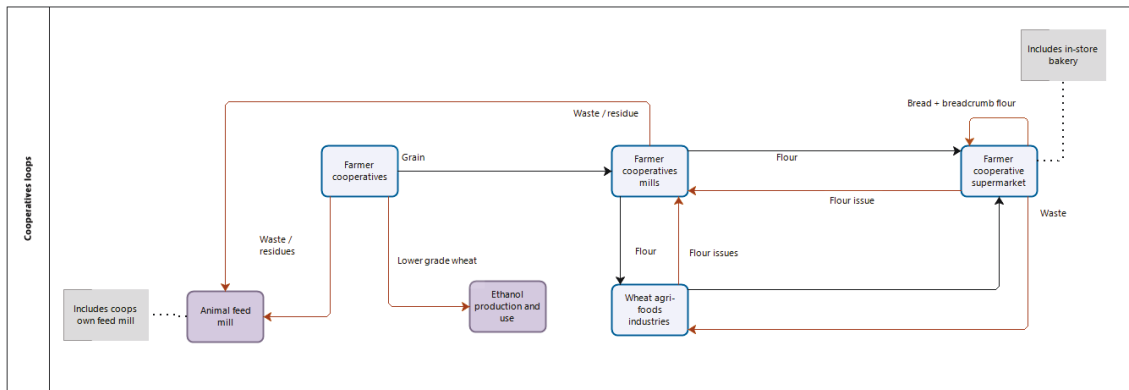 Cooperatives loops
Includes in-store
bakery
Bread + breadcrumb flour
Waste / residue
Farmer
cooperatives
Grain
Farmer
cooperatives
mills
Flour
Farmer
cooperative
supermarket
Flour issue
Waste
Waste /
residues
Flour
Flour issues
Lower grade wheat
Includes coops
own feed mill
Animal feed
mill
Ethanol
production and
use
Wheat agri-
foods
industries